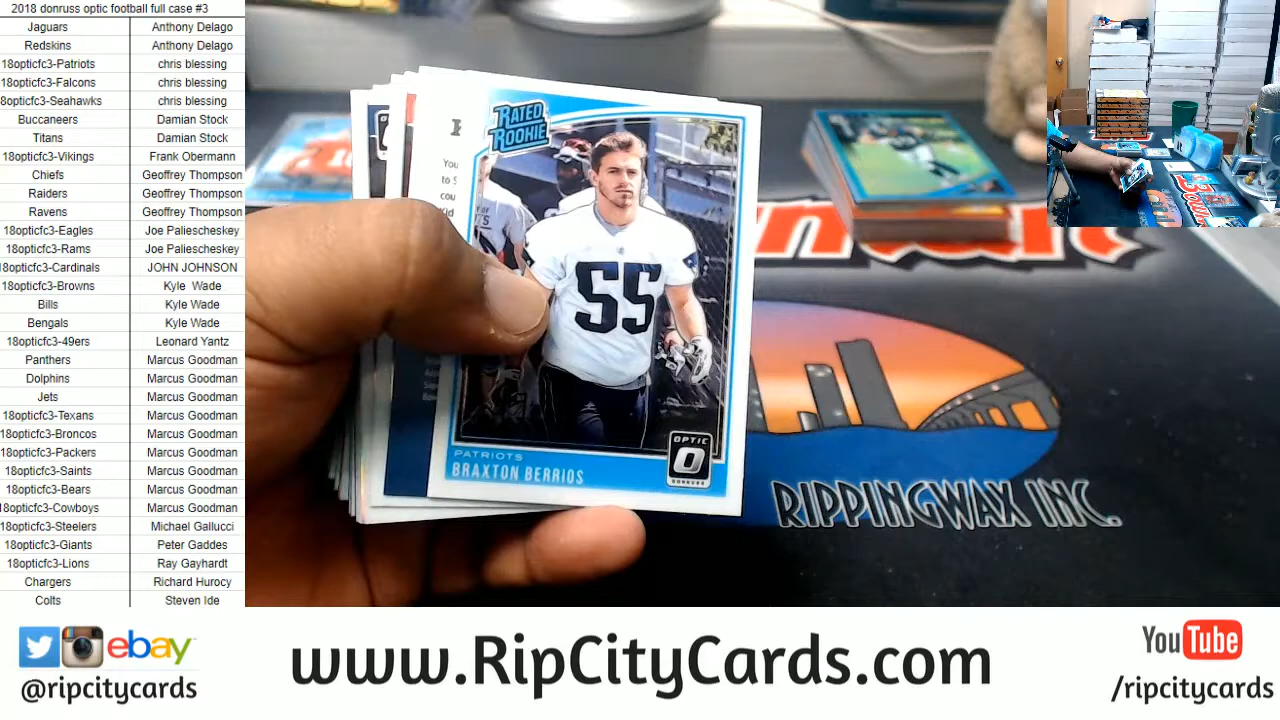 2018 donruss optic football full case #3
Jaguars Anthony Delago
Redskins Anthony Delago
18opticfc3-Patriots chris blessing
18opticfc3-Falcons chris blessing
8opticfc3-Seahawks chris blessing
Buccaneers Damian Stock
Titans Damian Stock
18opticfc3-Vikings Frank Obermann
Chiefs Geoffrey Thompson
Raiders Geoffrey Thompson
Ravens Geoffrey Thompson
18opticfc3-Eagles Joe Paliescheskey
18opticfc3-Rams Joe Paliescheskey
18opticfc3-Cardinals JOHN JOHNSON
18opticfc3-Browns Kyle Wade
Bills Kyle Wade
Bengals Kyle Wade
18opticfc3-49ers Leonard Yantz
Panthers Marcus Goodman
Dolphins Marcus Goodman
Jets Marcus Goodman
18opticfc3-Texans Marcus Goodman
18opticfc3-Broncos Marcus Goodman
18opticfc3-Packers Marcus Goodman
18opticfc3-Saints Marcus Goodman
18opticfc3-Bears Marcus Goodman
18opticfc3-Cowboys Marcus Goodman
18opticfc3-Steelers Michael Gallucci
18opticfc3-Giants Peter Gaddes
18opticfc3-Lions Ray Gayhardt
Chargers Richard Hurocy
Colts Steven Ide
RATED
ROOKIE
You
to S
cou
55
OPTIC
DONRUSS
PATRIOTS
BRAXTON BERRIOS
RIPPINGWAX INC.
ebay
@ripcitycards
www.RipCityCards.com
YouTube
/ripcitycards